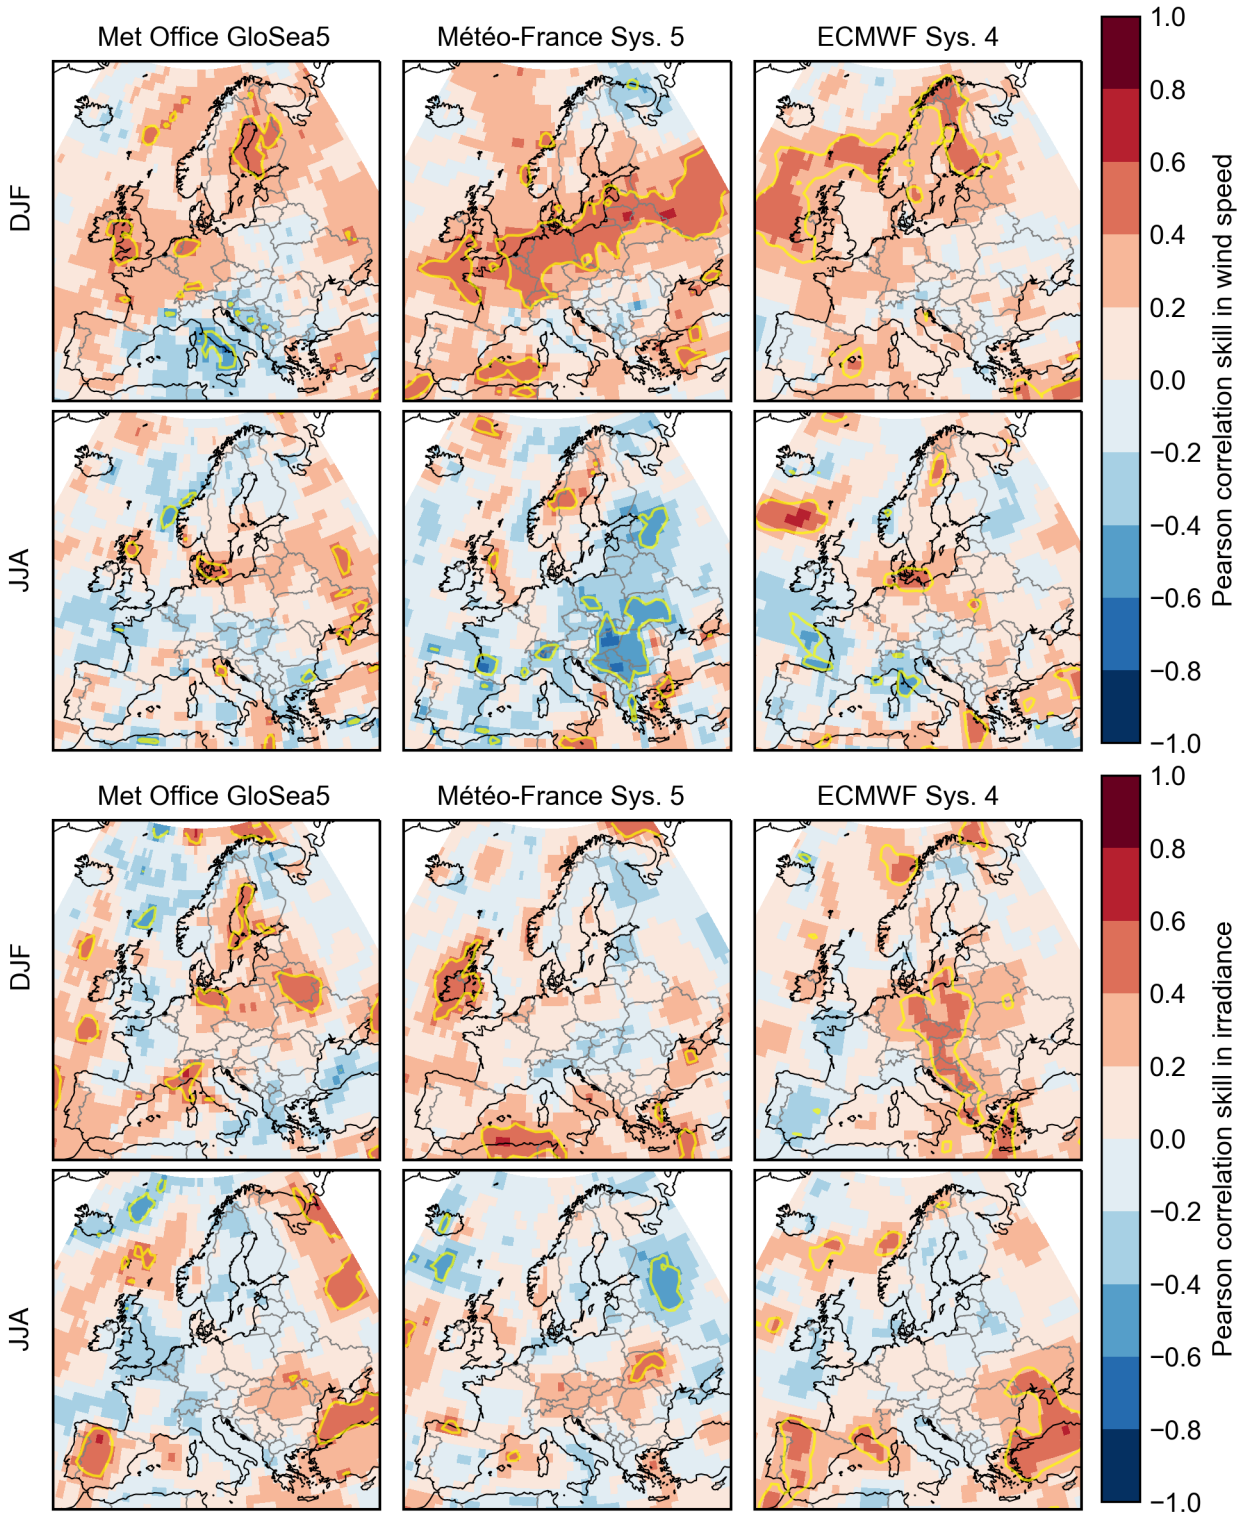 Met Office GloSea5
Météo-France Sys. 5
ECMWF Sys. 4
DJF
JJA
1.0
0.8
0.6
0.4
0.2
0.0
−0.2
−0.4
−0.6
−0.8
−1.0
Pearson correlation skill in wind speed
Met Office GloSea5
Météo-France Sys. 5
ECMWF Sys. 4
DJF
JJA
1.0
0.8
0.6
0.4
0.2
0.0
−0.2
−0.4
−0.6
−0.8
−1.0
Pearson correlation skill in irradiance